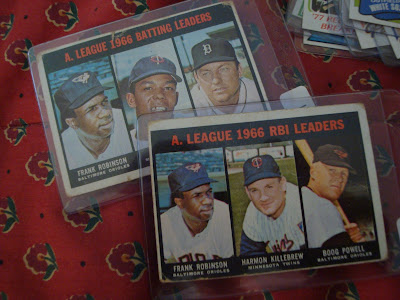 A. LEAGUE 1966 BATTING LEADERS
FRANK ROBINSON
BALTIMORE ORIOLES
A. LEAGUE 1966 RBI LEADERS
FRANK ROBINSON
BALTIMORE ORIOLES
HARMON KILLEBREW
MINNESOTA TWINS
BOOG POWELL
BALTIMORE ORIOLES